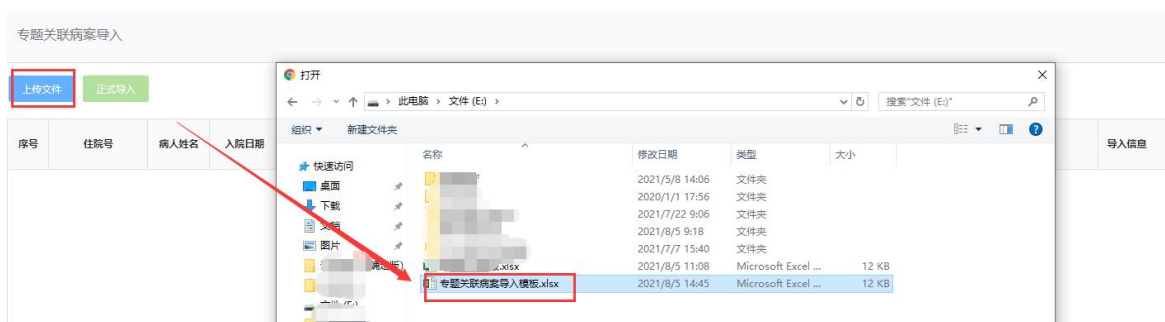 专题关联病案导入
上传文件
正式导入
序号 住院号 病人姓名 入院日期 导入信息
打开
此电脑 › 文件 (E:) ›
搜索"文件 (E:)"
组织 新建文件夹
名称 修改日期 类型 大小
快速访问
桌面
下载
文档
图片
2021/5/8 14:06 文件夹
2020/1/1 17:56 文件夹
2021/7/22 9:06 文件夹
2021/8/5 9:18 文件夹
2021/7/7 15:40 文件夹
.xlsx 2021/8/5 11:08 Microsoft Excel ... 12 KB
专题关联病案导入模板.xlsx 2021/8/5 14:45 Microsoft Excel ... 12 KB
文件 (E:)